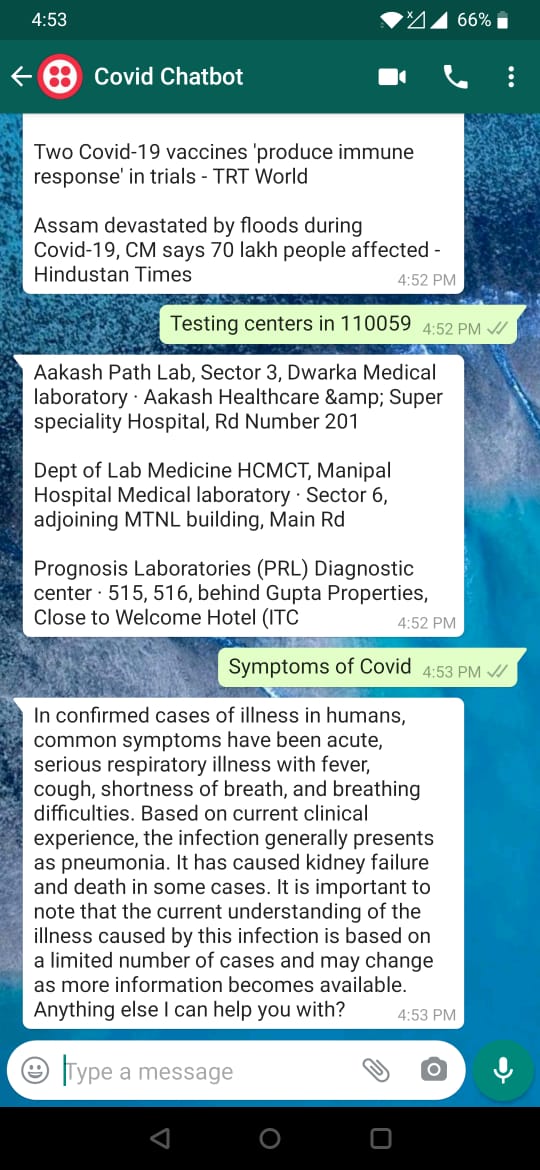 4:53
66%
Covid Chatbot
Two Covid-19 vaccines 'produce immune
response' in trials - TRT World
Assam devastated by floods during
Covid-19, CM says 70 lakh people affected -
Hindustan Times
4:52 PM
Testing centers in 110059 4:52 PM
Aakash Path Lab, Sector 3, Dwarka Medical
laboratory · Aakash Healthcare &amp; Super
speciality Hospital, Rd Number 201
Dept of Lab Medicine HCMCT, Manipal
Hospital Medical laboratory · Sector 6,
adjoining MTNL building, Main Rd
Prognosis Laboratories (PRL) Diagnostic
center · 515, 516, behind Gupta Properties,
Close to Welcome Hotel (ITC
4:52 PM
Symptoms of Covid 4:53 PM
In confirmed cases of illness in humans,
common symptoms have been acute,
serious respiratory illness with fever,
cough, shortness of breath, and breathing
difficulties. Based on current clinical
experience, the infection generally presents
as pneumonia. It has caused kidney failure
and death in some cases. It is important to
note that the current understanding of the
illness caused by this infection is based on
a limited number of cases and may change
as more information becomes available.
Anything else I can help you with?
4:53 PM
Type a message